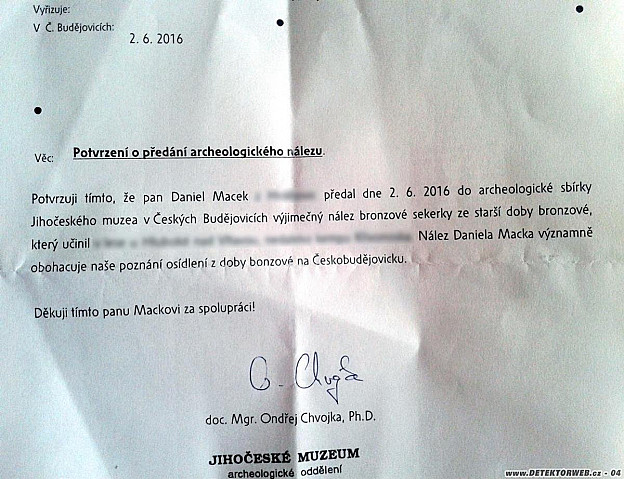 Vyřizuje:
V Č. Budějovicích:
2. 6. 2016
Věc: Potvrzení o předání archeologického nálezu.
Potvrzuji tímto, že pan Daniel Macek předal dne 2. 6. 2016 do archeologické sbírky
Jihočeského muzea v Českých Budějovicích výjimečný nález bronzové sekerky ze starší doby bronzové,
který učinil Nález Daniela Macka významně
obohacuje naše poznání osídlení z doby bonzové na Českobudějovicku.
Děkuji tímto panu Mackovi za spolupráci!
doc. Mgr. Ondřej Chvojka, Ph.D.
JIHOČESKÉ MUZEUM
archeologické oddělení
www.DETEKTORWEB.cz - 04